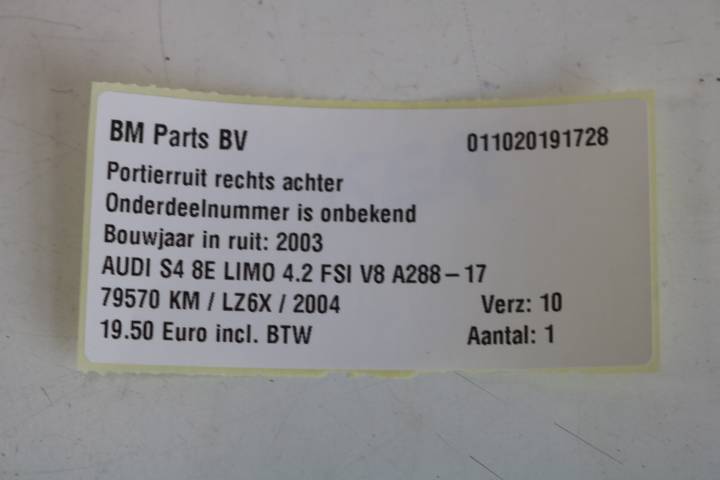 BM Parts BV 011020191728
Portierruit rechts achter
Onderdeelnummer is onbekend
Bouwjaar in ruit: 2003
AUDI S4 8E LIMO 4.2 FSI V8 A288-17
79570 KM / LZ6X / 2004 Verz: 10
19.50 Euro incl. BTW Aantal: 1